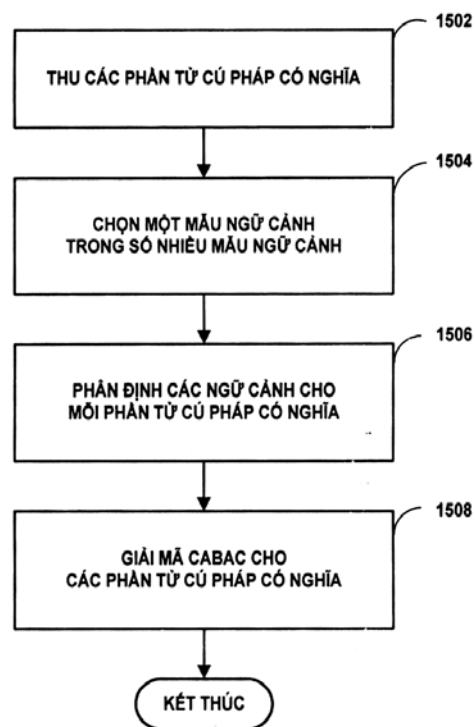 1502
THU CÁC PHẦN TỬ CÚ PHÁP CÓ NGHĨA
1504
CHỌN MỘT MẪU NGỮ CẢNH
TRONG SỐ NHIỀU MẪU NGỮ CẢNH
1506
PHÂN ĐỊNH CÁC NGỮ CẢNH CHO
MỖI PHẦN TỬ CÚ PHÁP CÓ NGHĨA
1508
GIẢI MÃ CABAC CHO
CÁC PHẦN TỬ CÚ PHÁP CÓ NGHĨA
KẾT THÚC